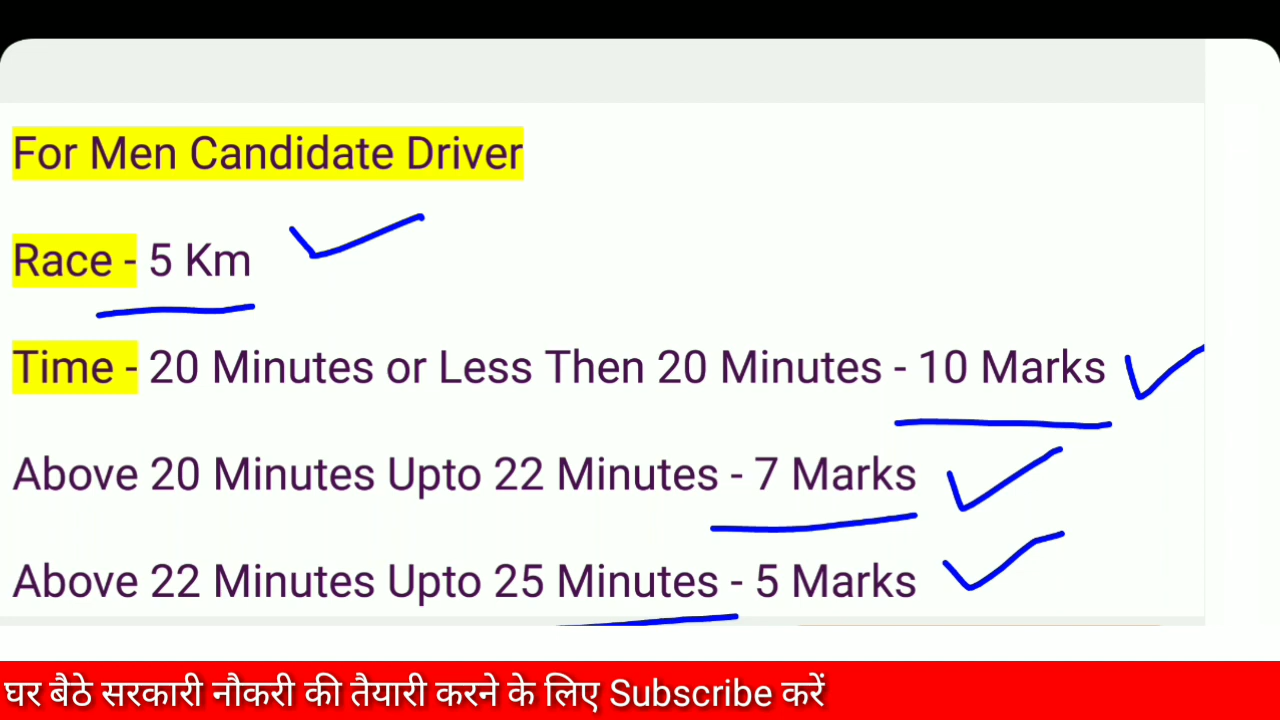 For Men Candidate Driver
Race - 5 Km
Time - 20 Minutes or Less Then 20 Minutes - 10 Marks
Above 20 Minutes Upto 22 Minutes - 7 Marks
Above 22 Minutes Upto 25 Minutes - 5 Marks
घर बैठे सरकारी नौकरी की तैयारी करने के लिए Subscribe करें